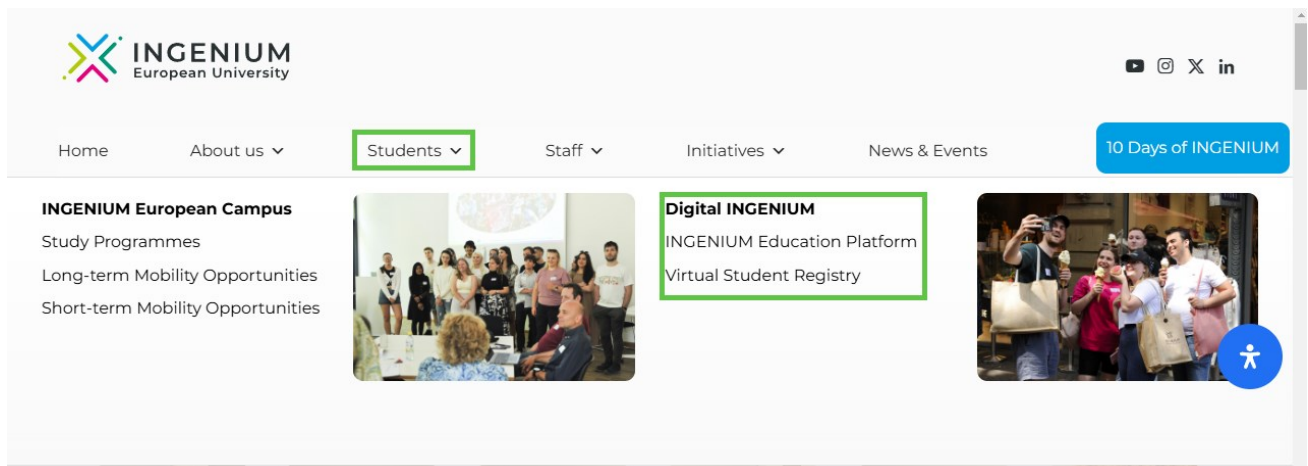 INGENIUM
European University
in
Home
About us
Students
Staff
Initiatives
News & Events
10 Days of INGENIUM
INGENIUM European Campus
Study Programmes
Long-term Mobility Opportunities
Short-term Mobility Opportunities
Digital INGENIUM
INGENIUM Education Platform
Virtual Student Registry